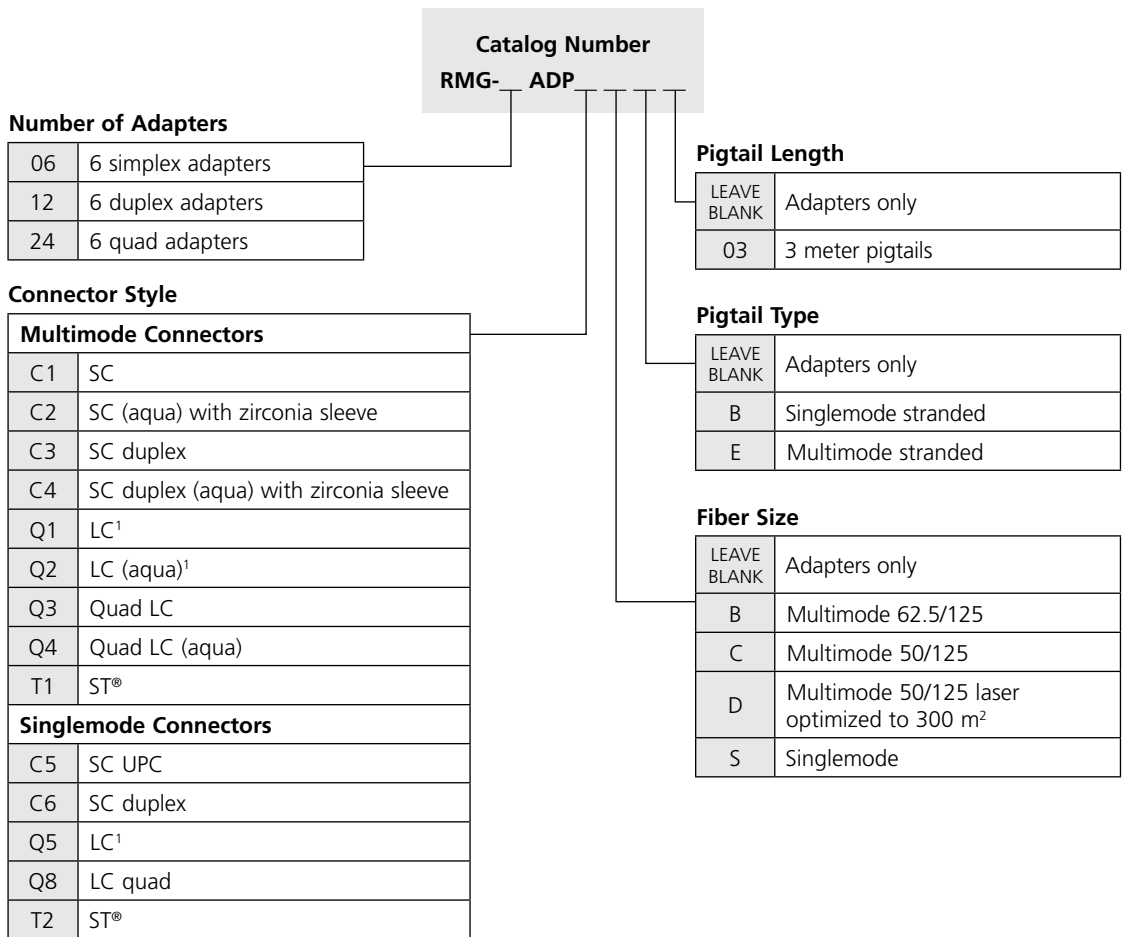 Catalog Number
RMG-__ ADP__ __ __ __
Number of Adapters
06 6 simplex adapters
12 6 duplex adapters
24 6 quad adapters
Connector Style
Multimode Connectors
C1 SC
C2 SC (aqua) with zirconia sleeve
C3 SC duplex
C4 SC duplex (aqua) with zirconia sleeve
Q1 LC¹
Q2 LC (aqua)¹
Q3 Quad LC
Q4 Quad LC (aqua)
T1 ST®
Singlemode Connectors
C5 SC UPC
C6 SC duplex
Q5 LC¹
Q8 LC quad
T2 ST®
Pigtail Length
LEAVE
BLANK Adapters only
03 3 meter pigtails
Pigtail Type
LEAVE
BLANK Adapters only
B Singlemode stranded
E Multimode stranded
Fiber Size
LEAVE
BLANK Adapters only
B Multimode 62.5/125
C Multimode 50/125
D Multimode 50/125 laser
optimized to 300 m²
S Singlemode